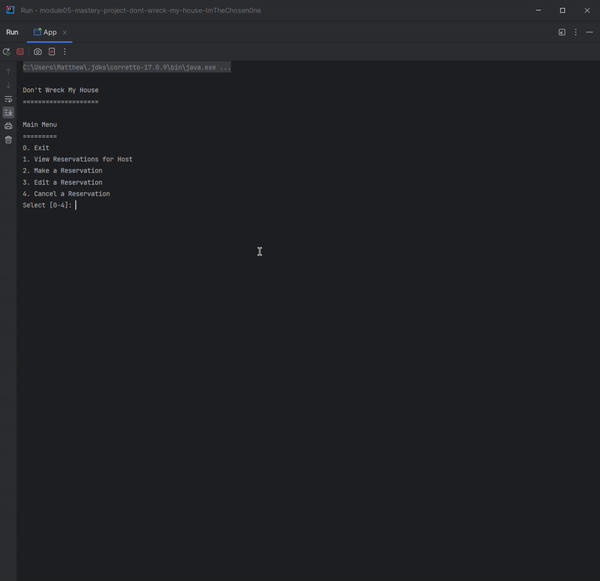 Run - module05-mastery-project-dont-wreck-my-house-ImTheChosen0ne
Run App
C:\Users\Matthew\.jdks\corretto-17.0.9\bin\java.exe ...
Don't Wreck My House
====================
Main Menu
=========
0. Exit
1. View Reservations for Host
2. Make a Reservation
3. Edit a Reservation
4. Cancel a Reservation
Select [0-4]: